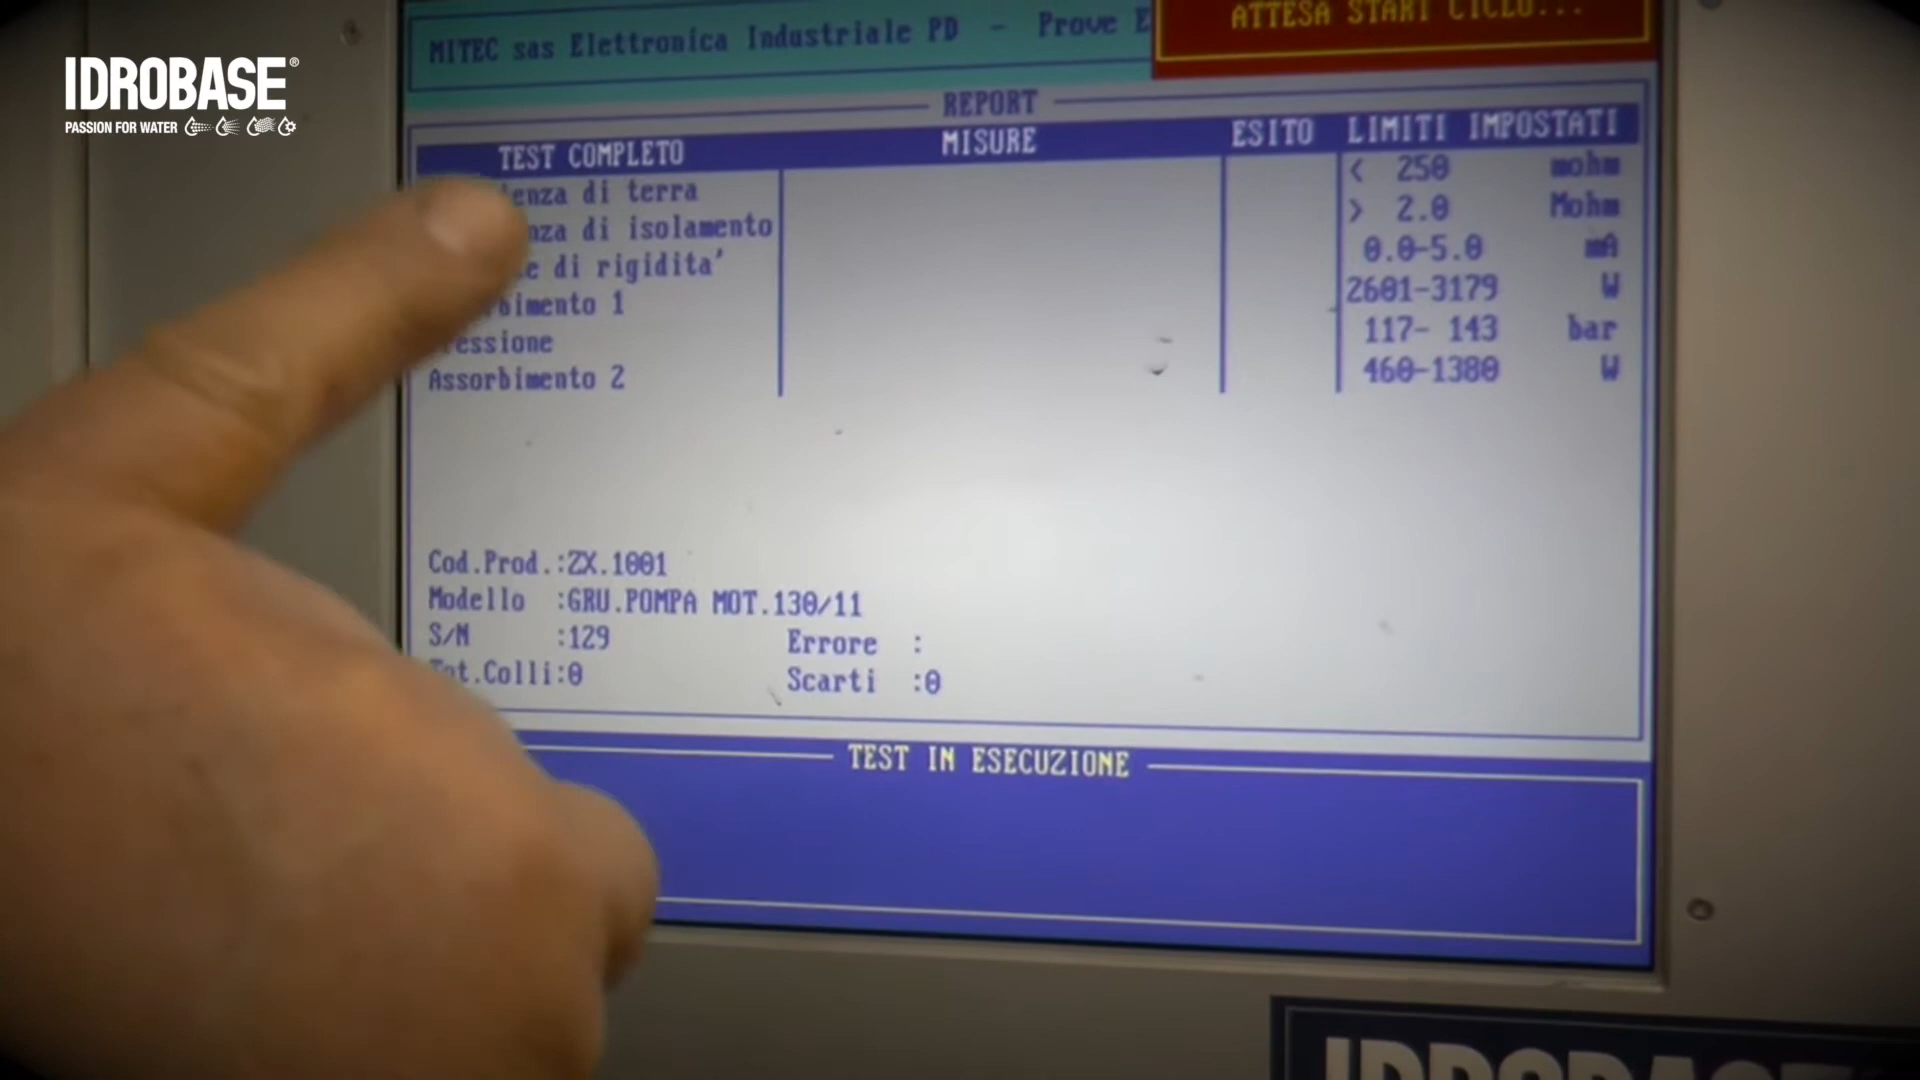 IDROBASE®
PASSION FOR WATER
MITEC sas Elettronica Industriale PD - Prove E
ATTESA START CICLO...
REPORT
TEST COMPLETO MISURE ESITO LIMITI IMPOSTATI
enza di terra < 250 mohm
nza di isolamento > 2.0 Mohm
e di rigidita' 0.0-5.0 mA
bimento 1 2601-3179 W
essione 117- 143 bar
Assorbimento 2 460-1380 W
Cod.Prod.:ZX.1001
Modello :GRU.POMPA MOT.130/11
S/N :129 Errore :
Tot.Colli:0 Scarti :0
TEST IN ESECUZIONE
IDROBASE